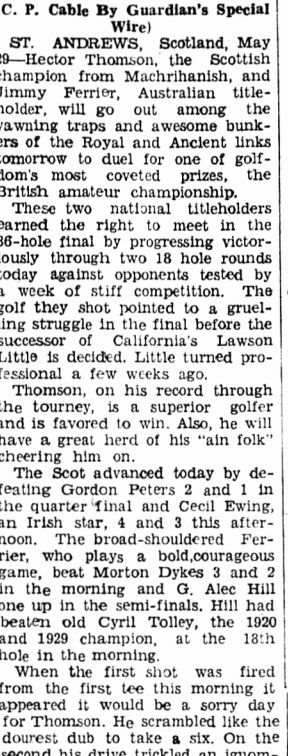 C. P. Cable By Guardian's Special
Wire)
ST. ANDREWS, Scotland, May
29—Hector Thomson, the Scottish
champion from Machrihanish, and
Jimmy Ferrier, Australian title-
holder, will go out among the
yawning traps and awesome bunk-
ers of the Royal and Ancient links
tomorrow to duel for one of golf-
dom's most coveted prizes, the
British amateur championship.
These two national titleholders
earned the right to meet in the
36-hole final by progressing victor-
iously through two 18 hole rounds
today against opponents tested by
a week of stiff competition. The
golf they shot pointed to a gruel-
ling struggle in the final before the
successor of California's Lawson
Little is decided. Little turned pro-
fessional a few weeks ago.
Thomson, on his record through
the tourney, is a superior golfer
and is favored to win. Also, he will
have a great herd of his "ain folk"
cheering him on.
The Scot advanced today by de-
feating Gordon Peters 2 and 1 in
the quarter final and Cecil Ewing,
an Irish star, 4 and 3 this after-
noon. The broad-shouldered Fer-
rier, who plays a bold,courageous
game, beat Morton Dykes 3 and 2
in the morning and G. Alec Hill
one up in the semi-finals. Hill had
beaten old Cyril Tolley, the 1920
and 1929 champion, at the 18th
hole in the morning.
When the first shot was fired
from the first tee this morning it
appeared it would be a sorry day
for Thomson. He scrambled like the
dourest dub to take a six. On the
second his drive trickled an ignom-